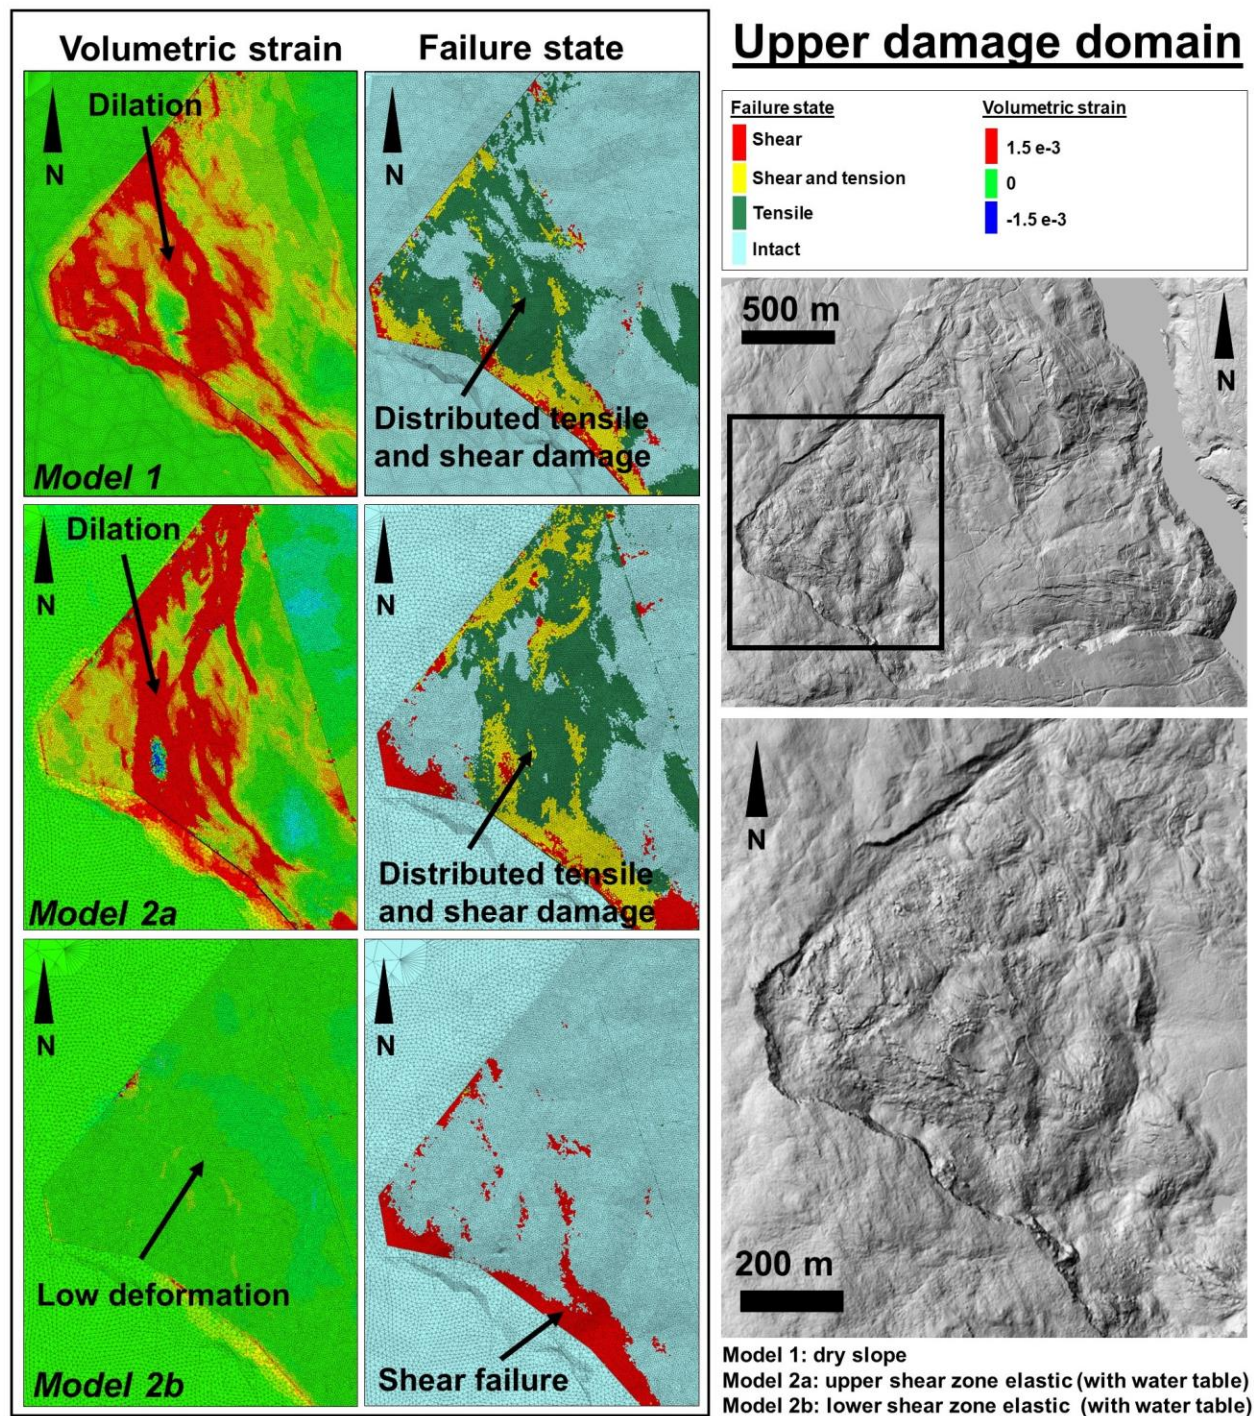 Volumetric strain
Failure state
Upper damage domain
Dilation
N
Model 1
N
Distributed tensile
and shear damage
Dilation
N
Model 2a
N
Distributed tensile
and shear damage
N
Low deformation
Model 2b
N
Shear failure
Failure state
Shear
Shear and tension
Tensile
Intact
Volumetric strain
1.5 e-3
0
-1.5 e-3
500 m
N
N
200 m
Model 1: dry slope
Model 2a: upper shear zone elastic (with water table)
Model 2b: lower shear zone elastic (with water table)